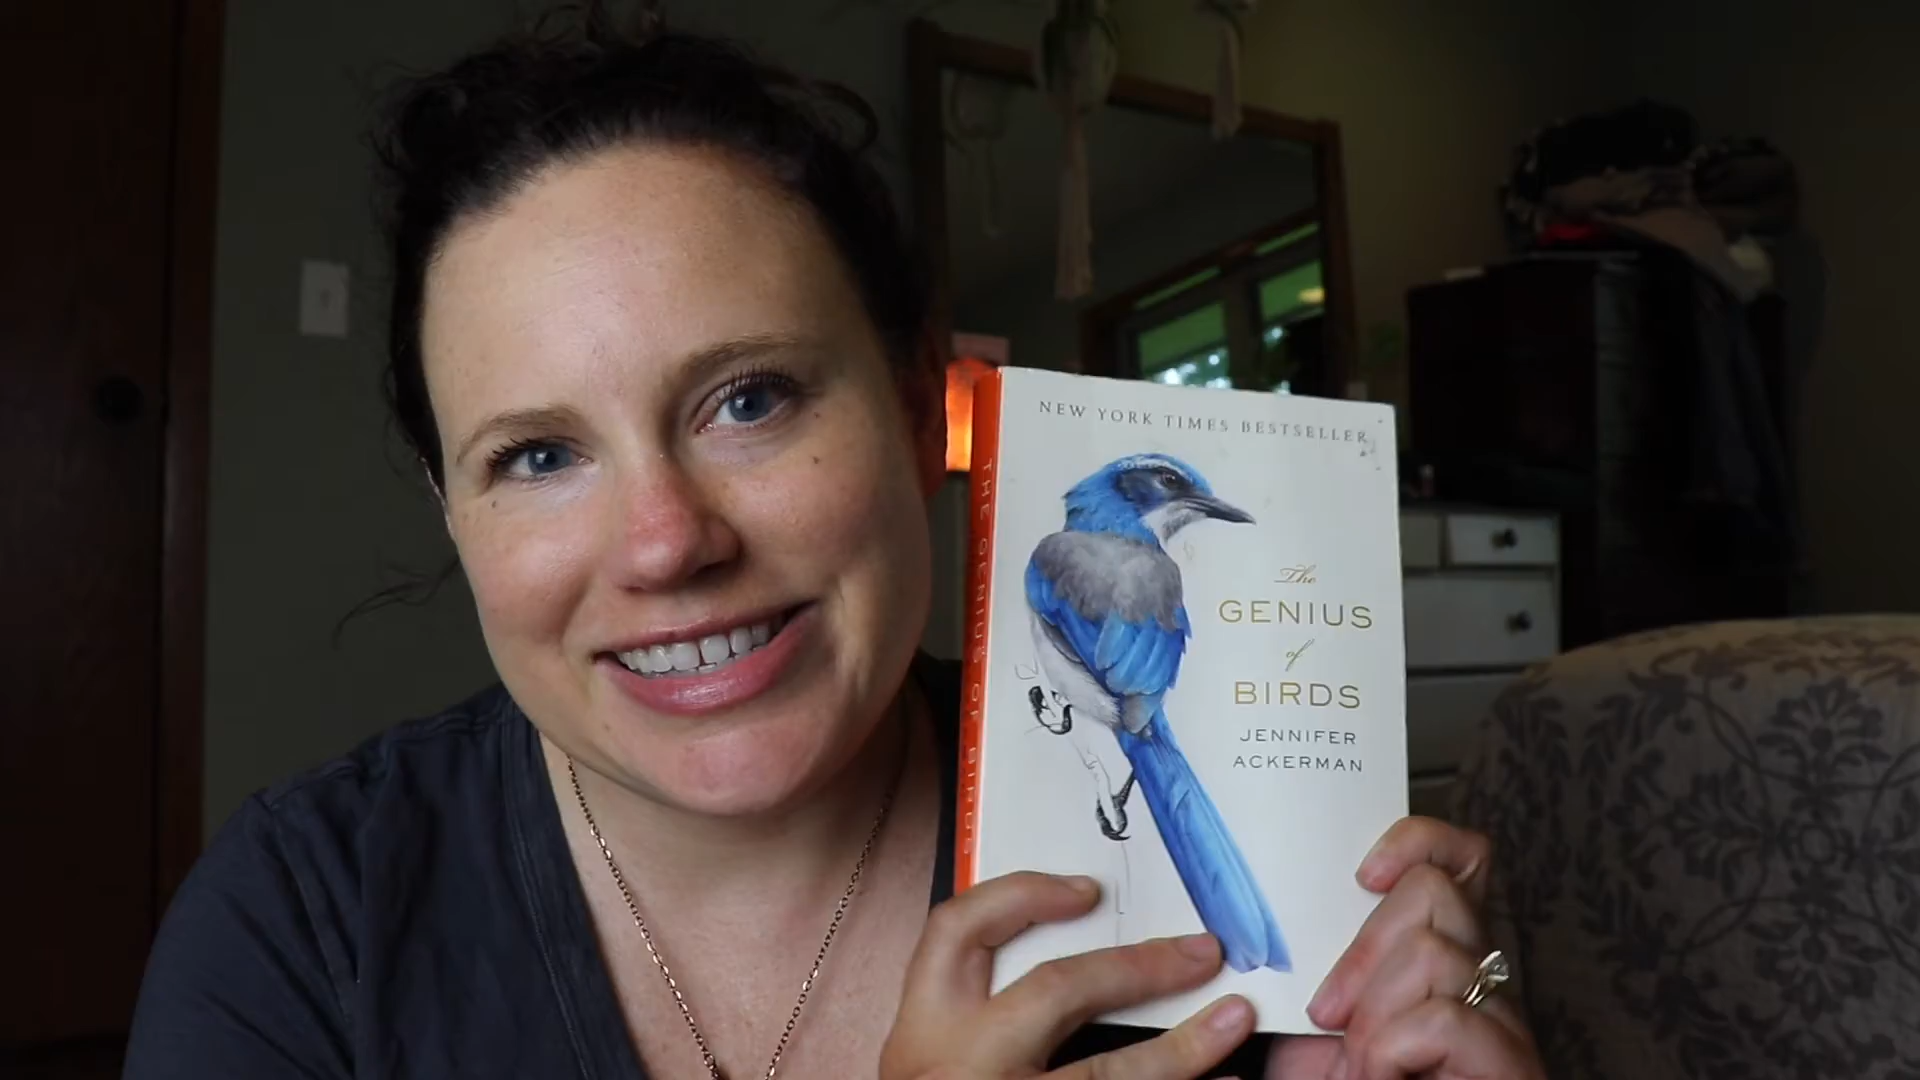 NEW YORK TIMES BESTSELLER
The
GENIUS
of
BIRDS
JENNIFER
ACKERMAN
THE GENIUS OF BIRDS